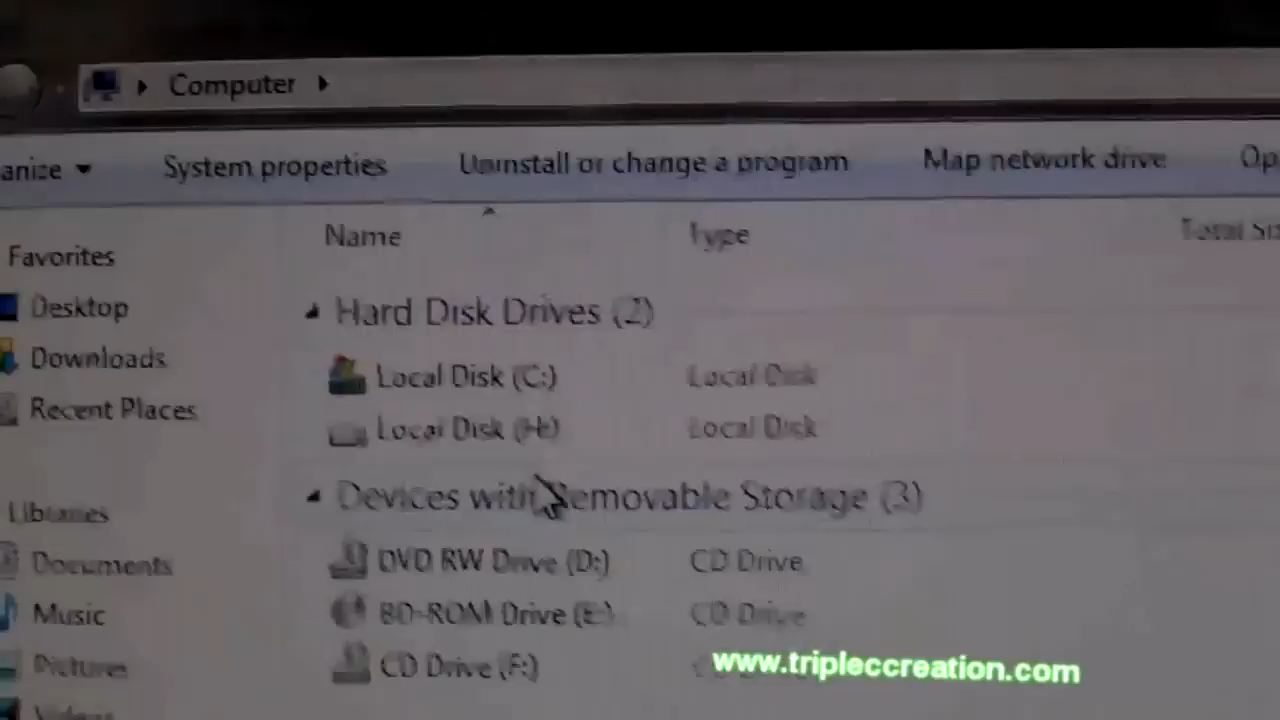 Computer
anize
System properties
Uninstall or change a program
Map network drive
Op
Name
Type
Total Si
Favorites
Desktop
Downloads
Recent Places
Hard Disk Drives (2)
Local Disk (C:)
Local Disk
Local Disk (H:)
Local Disk
Libraries
Devices with Removable Storage (3)
Documents
DVD RW Drive (D:)
CD Drive
Music
BD-ROM Drive (E:)
CD Drive
Pictures
CD Drive (F:)
www.tripleccreation.com
Videos